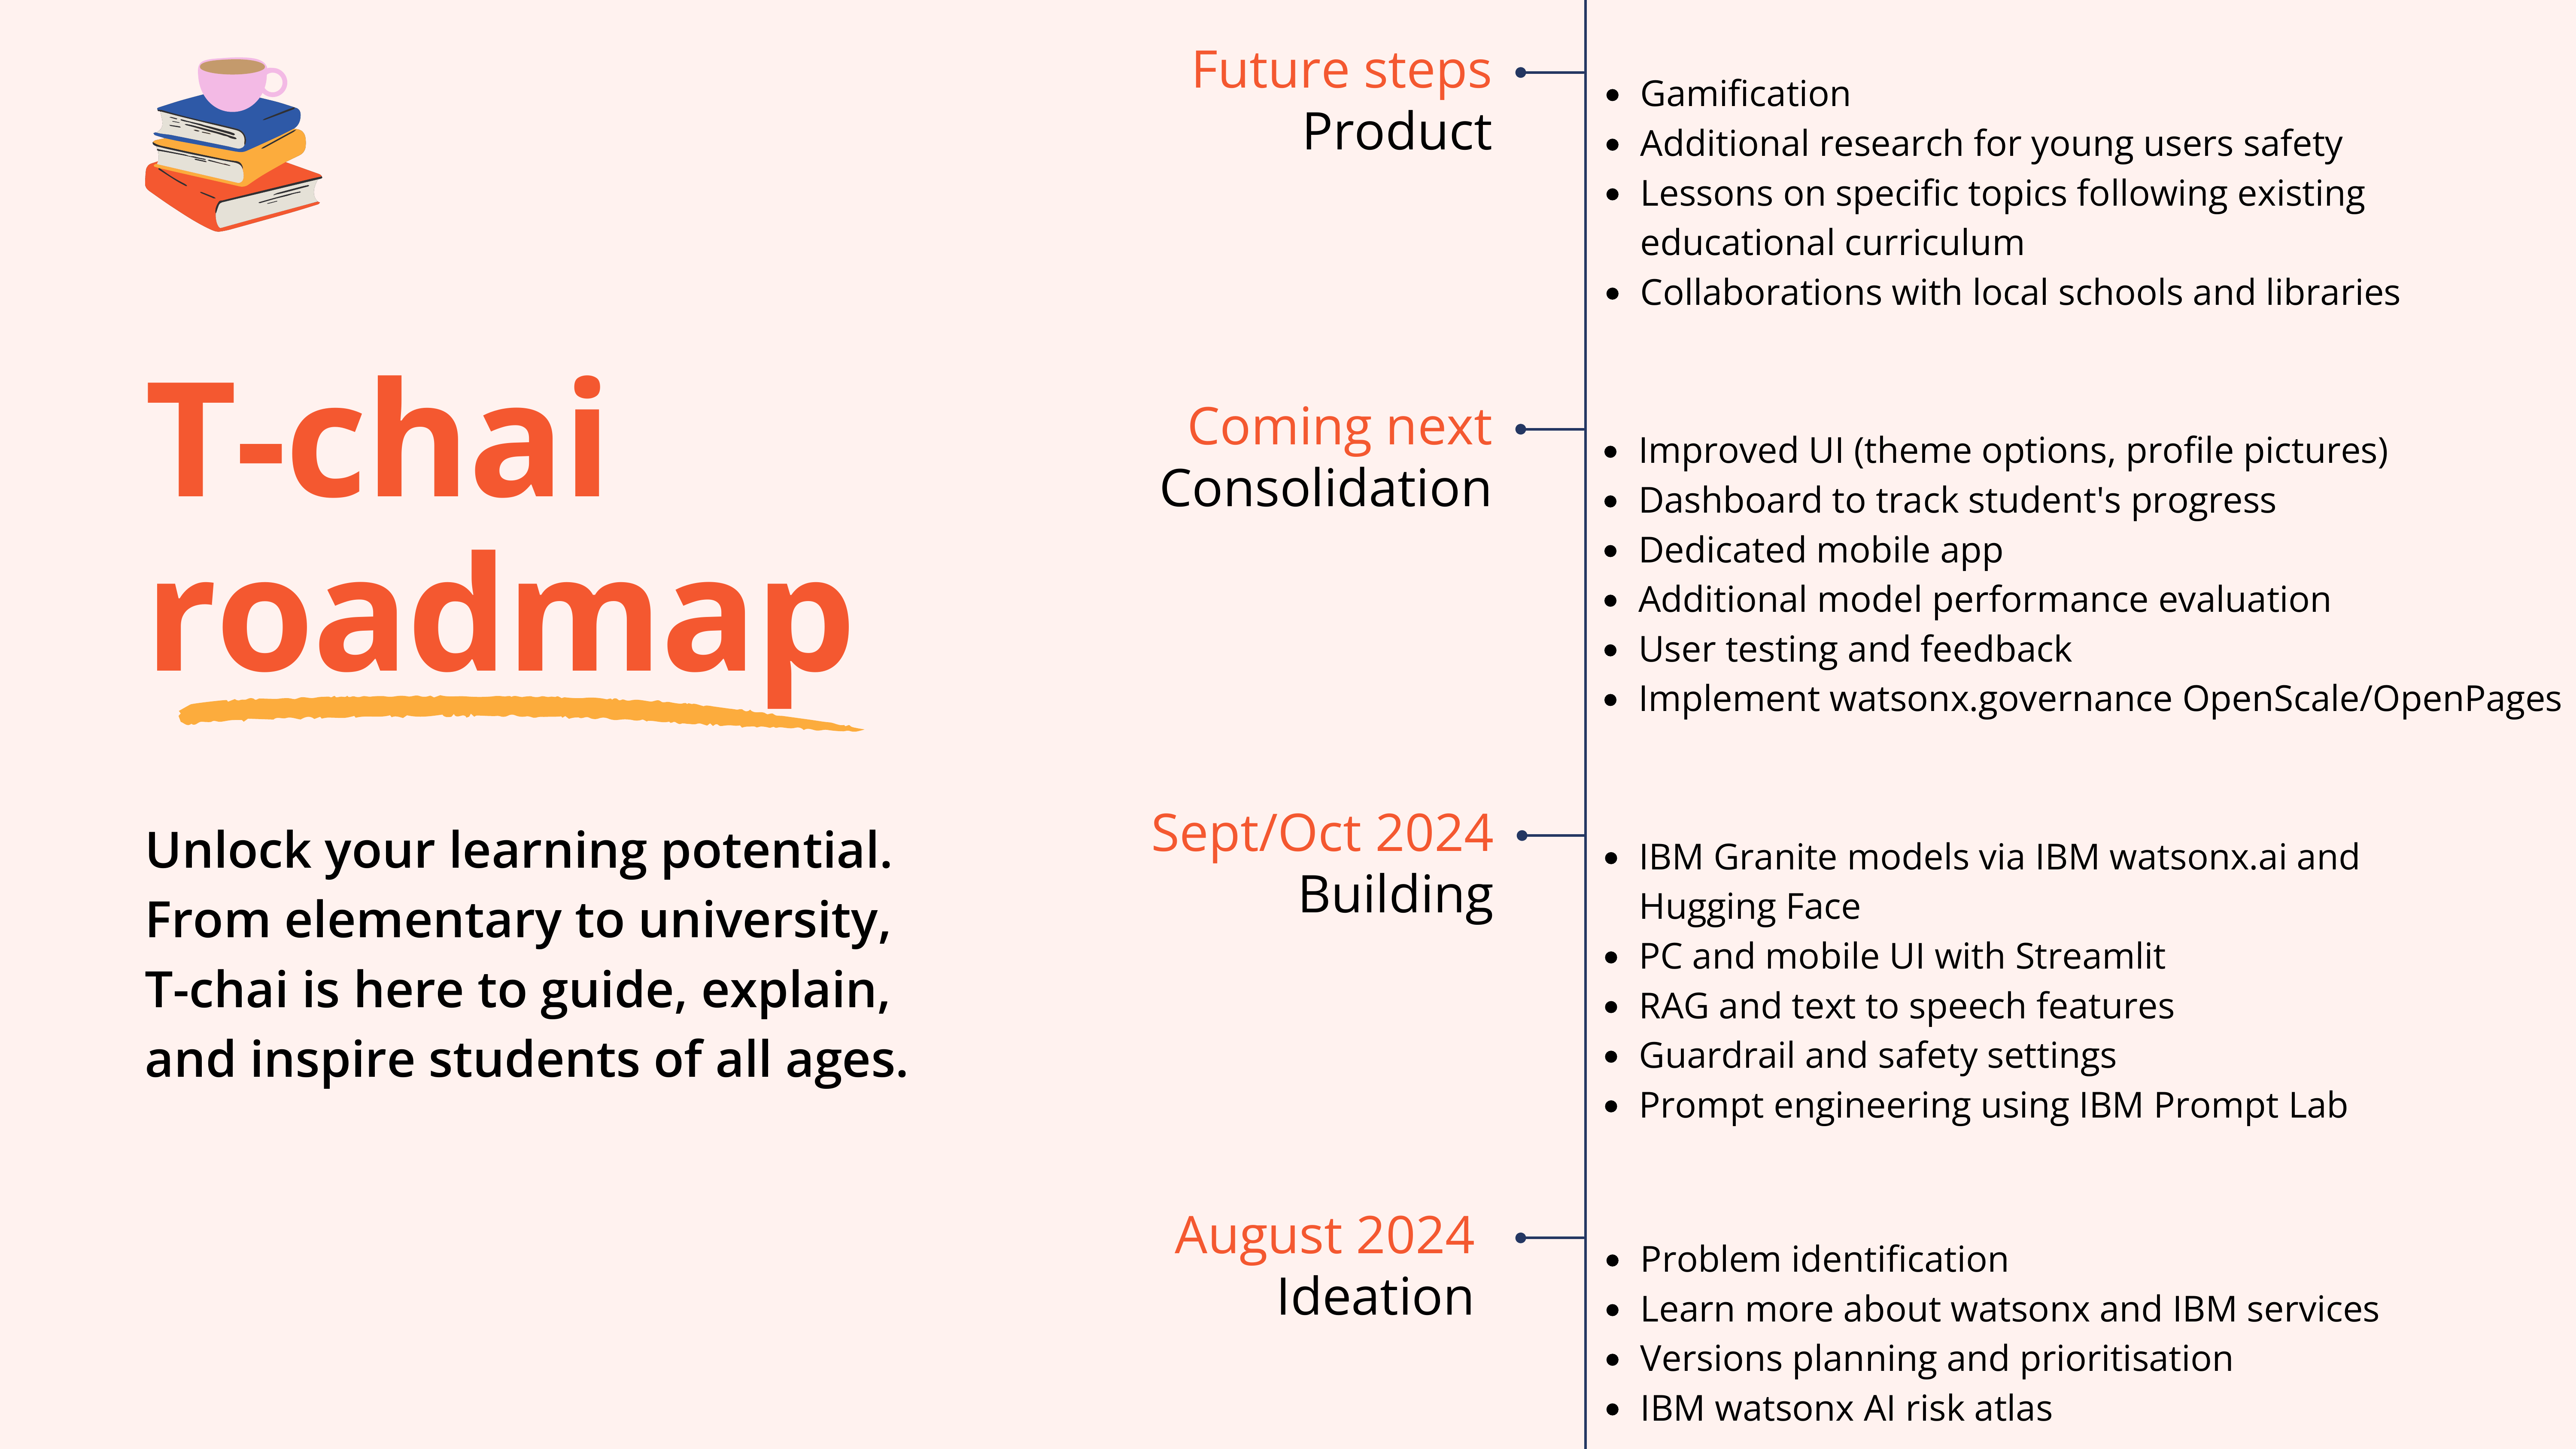 T-chai
roadmap
Unlock your learning potential.
From elementary to university,
T-chai is here to guide, explain,
and inspire students of all ages.
Future steps
Product
• Gamification
• Additional research for young users safety
• Lessons on specific topics following existing
educational curriculum
• Collaborations with local schools and libraries
Coming next
Consolidation
• Improved UI (theme options, profile pictures)
• Dashboard to track student's progress
• Dedicated mobile app
• Additional model performance evaluation
• User testing and feedback
• Implement watsonx.governance OpenScale/OpenPages
Sept/Oct 2024
Building
• IBM Granite models via IBM watsonx.ai and
Hugging Face
• PC and mobile UI with Streamlit
• RAG and text to speech features
• Guardrail and safety settings
• Prompt engineering using IBM Prompt Lab
August 2024
Ideation
• Problem identification
• Learn more about watsonx and IBM services
• Versions planning and prioritisation
• IBM watsonx AI risk atlas